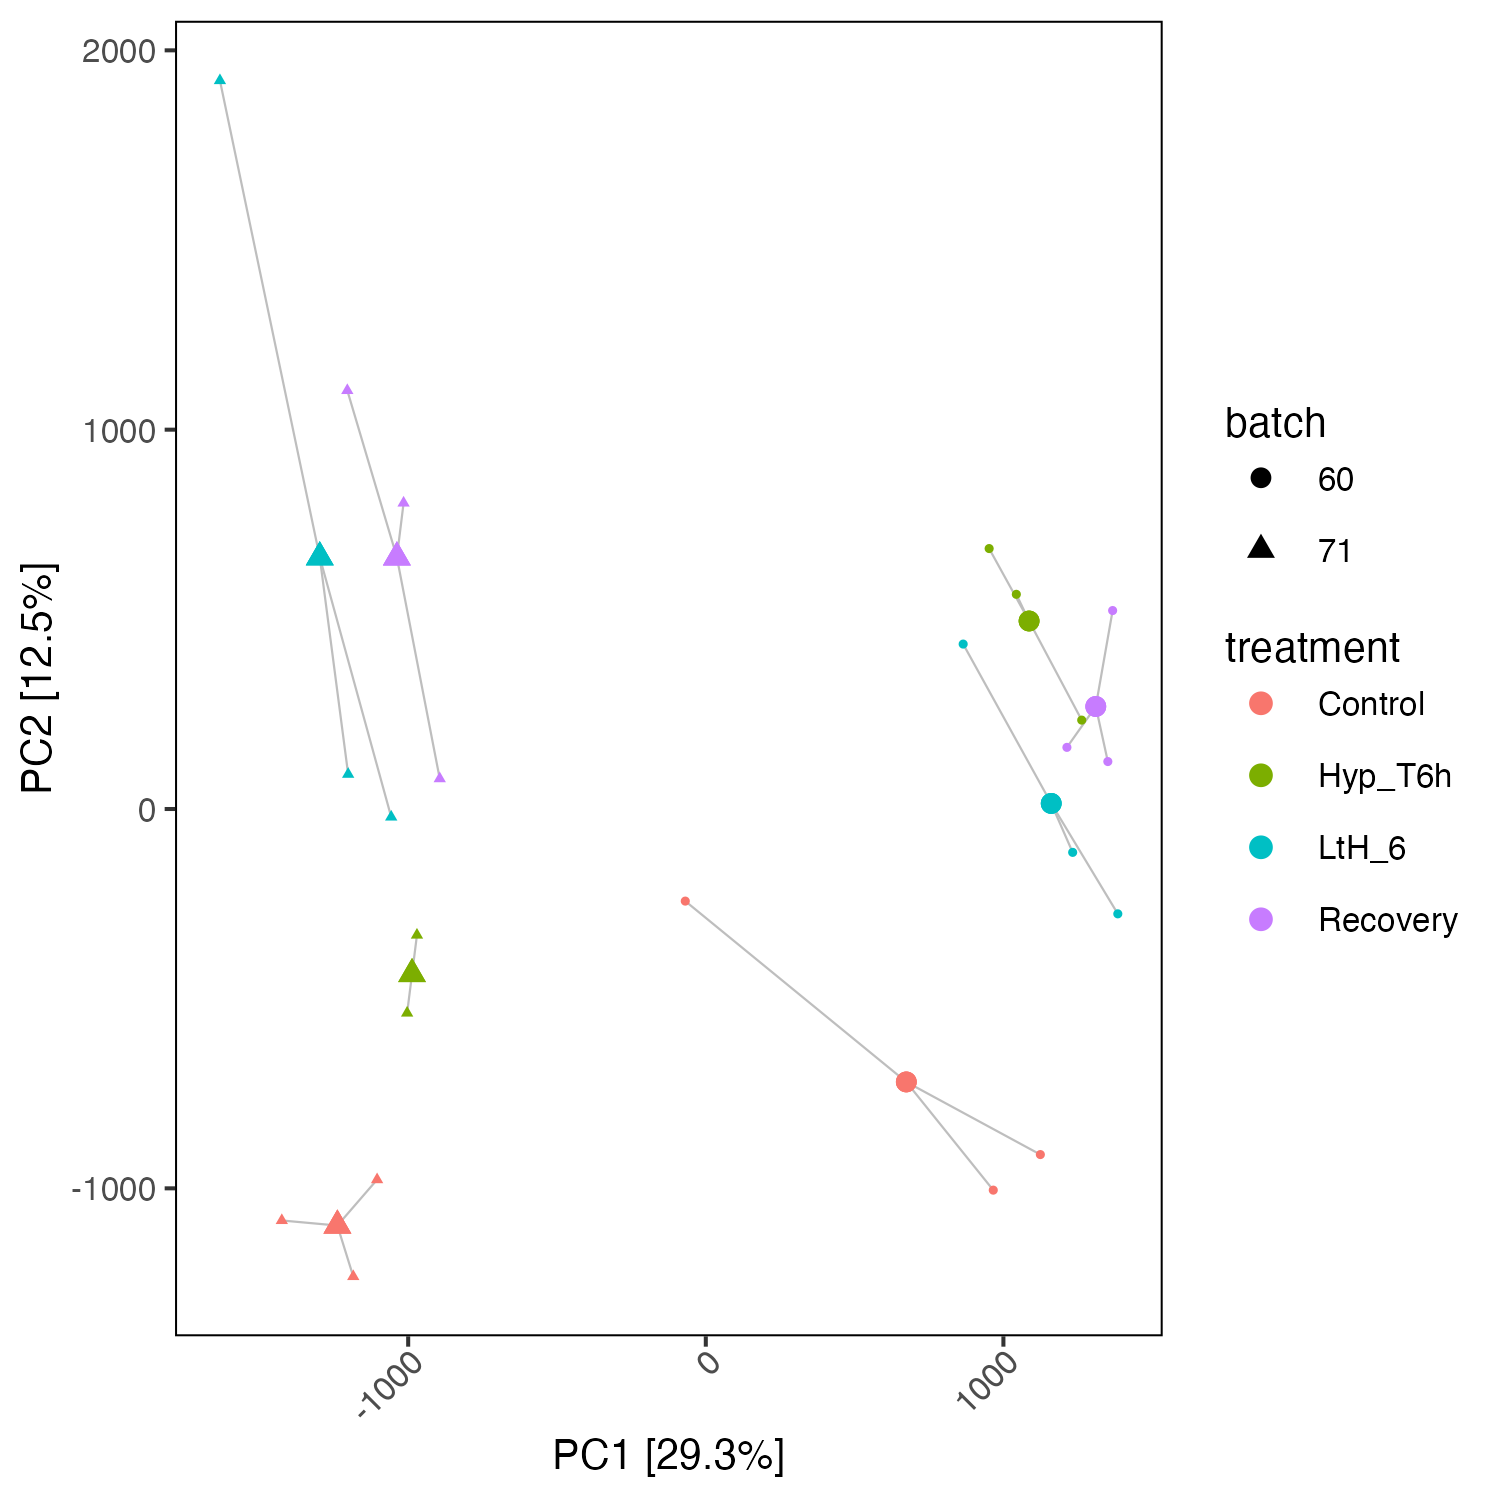 2000
1000
0
-1000
PC2 [12.5%]
-1000
0
1000
PC1 [29.3%]
batch
60
71
treatment
Control
Hyp_T6h
LtH_6
Recovery